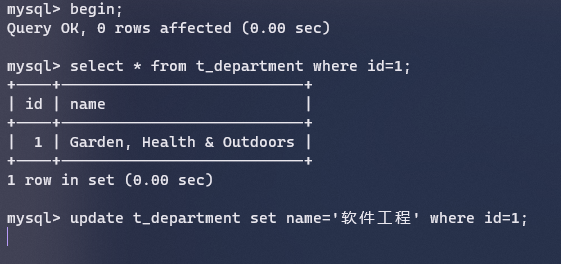 mysql> begin;
Query OK, 0 rows affected (0.00 sec)
mysql> select * from t_department where id=1;
+----+---------------------------+
| id | name                      |
+----+---------------------------+
|  1 | Garden, Health & Outdoors |
+----+---------------------------+
1 row in set (0.00 sec)
mysql> update t_department set name='软件工程' where id=1;